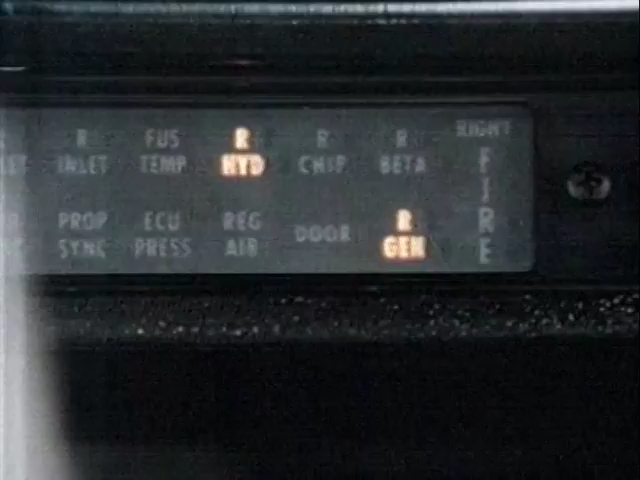 R FUS R R R RIGHT
INLET TEMP HYD CHIP BETA F
I
PROP ECU REG DOOR R R
SYNC PRESS AIR GEN E